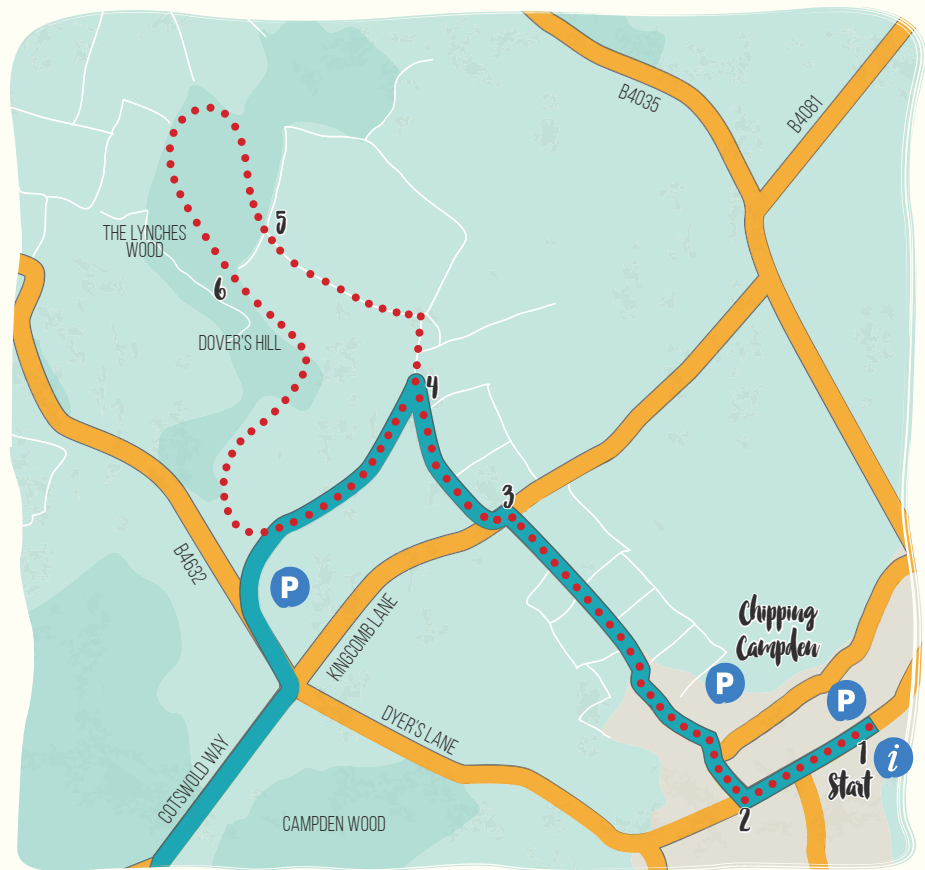 B4035
B4081
5
THE LYNCHES
WOOD
6
DOVER'S HILL
4
3
B4632
P
KINGCOMB LANE
Chipping
Campden
P
P
DYER'S LANE
1
i
Start
COTSWOLD WAY
2
CAMPDEN WOOD